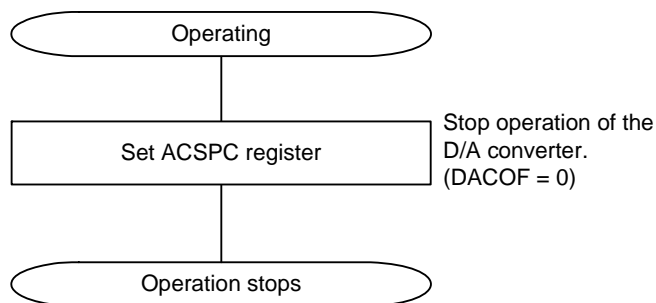 Operating
Set ACSPC register
Stop operation of the
D/A converter.
(DACOF = 0)
Operation stops